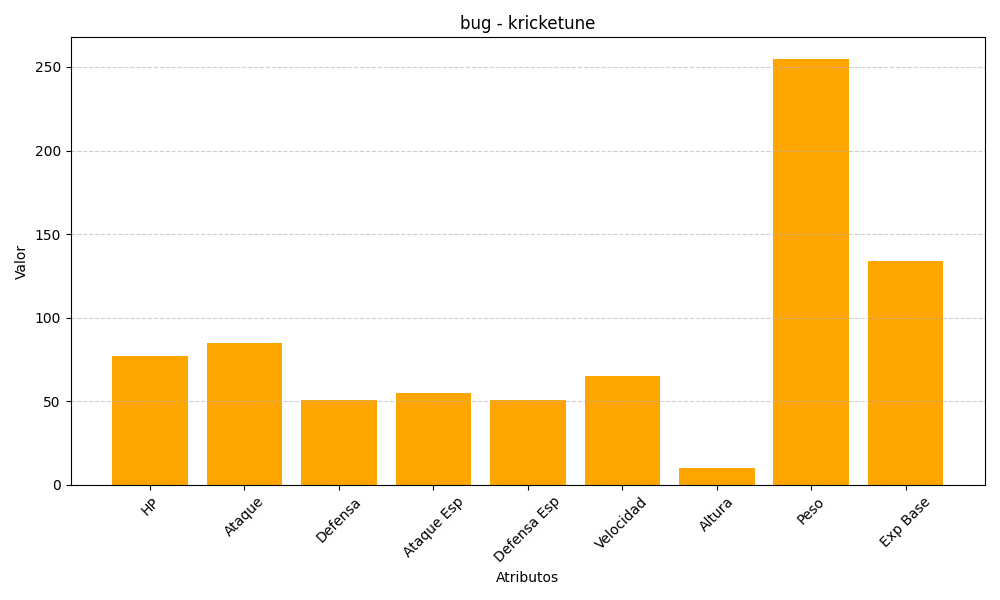 bug - kricketune
Valor
250
200
150
100
50
0
HP
Ataque
Defensa
Ataque Esp
Defensa Esp
Velocidad
Altura
Peso
Exp Base
Atributos